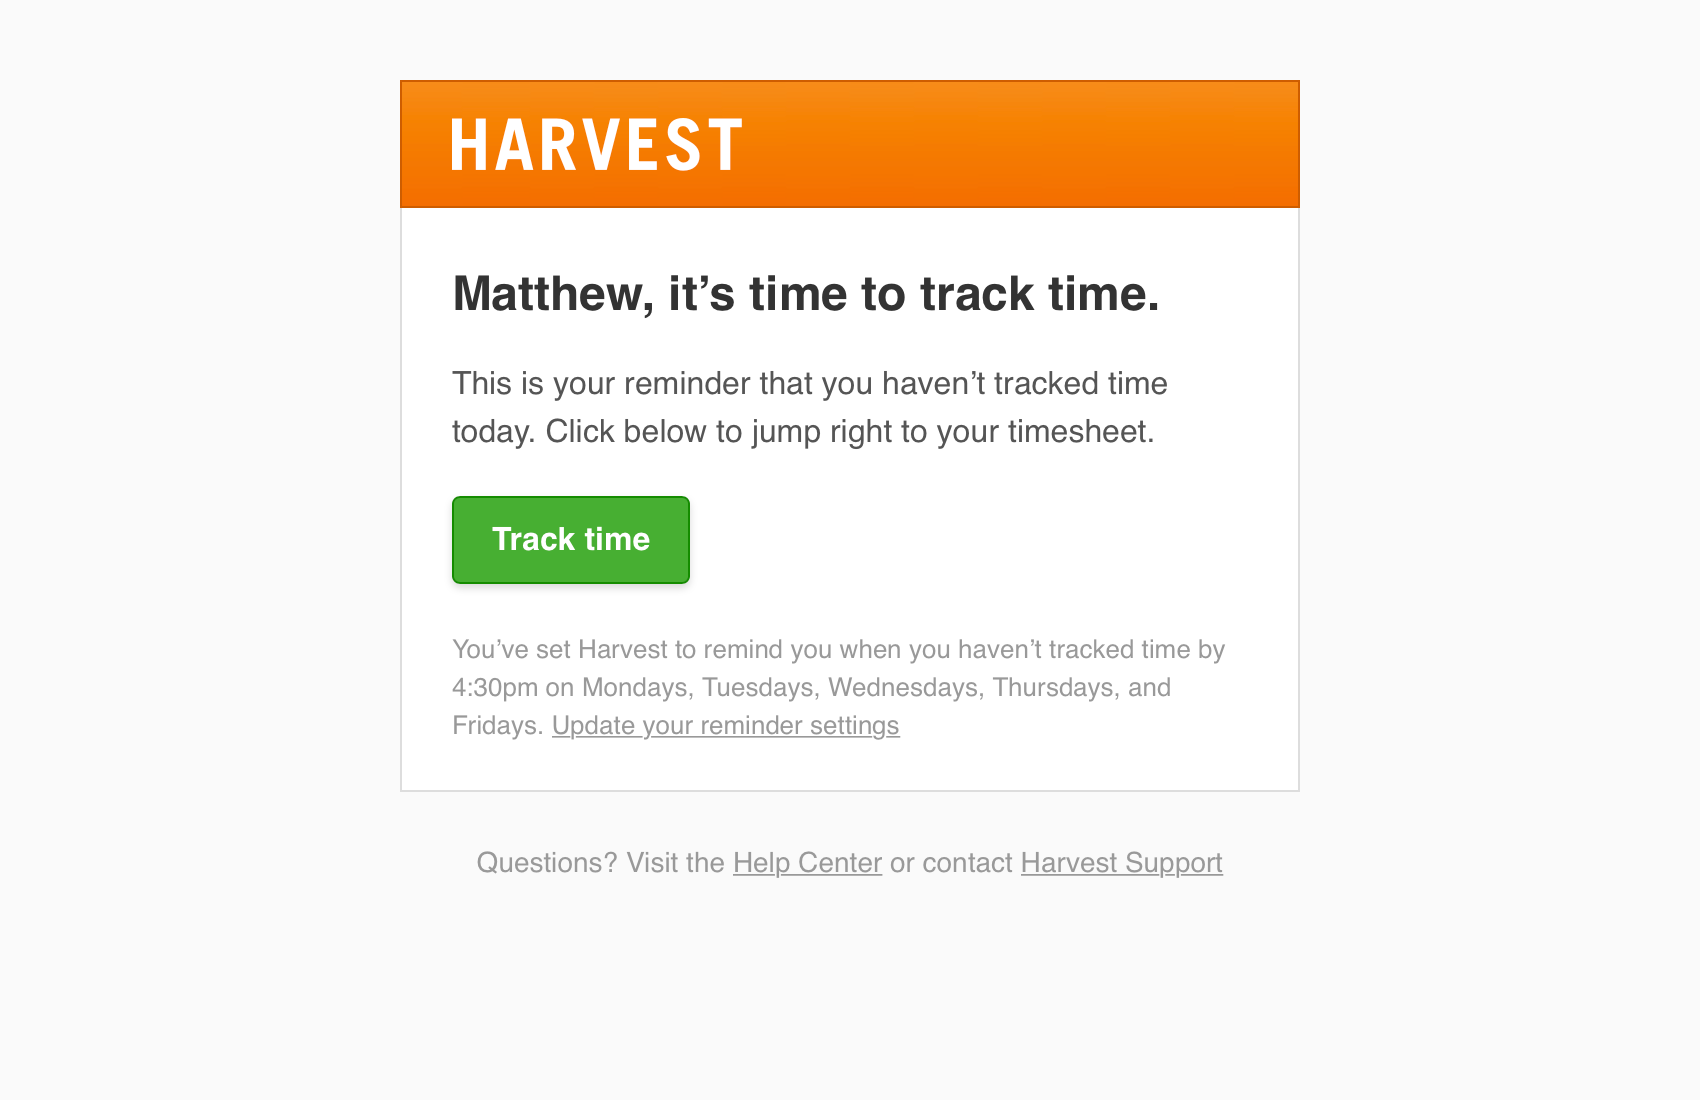 HARVEST
Matthew, it’s time to track time.
This is your reminder that you haven’t tracked time
today. Click below to jump right to your timesheet.
Track time
You’ve set Harvest to remind you when you haven’t tracked time by
4:30pm on Mondays, Tuesdays, Wednesdays, Thursdays, and
Fridays. Update your reminder settings
Questions? Visit the Help Center or contact Harvest Support